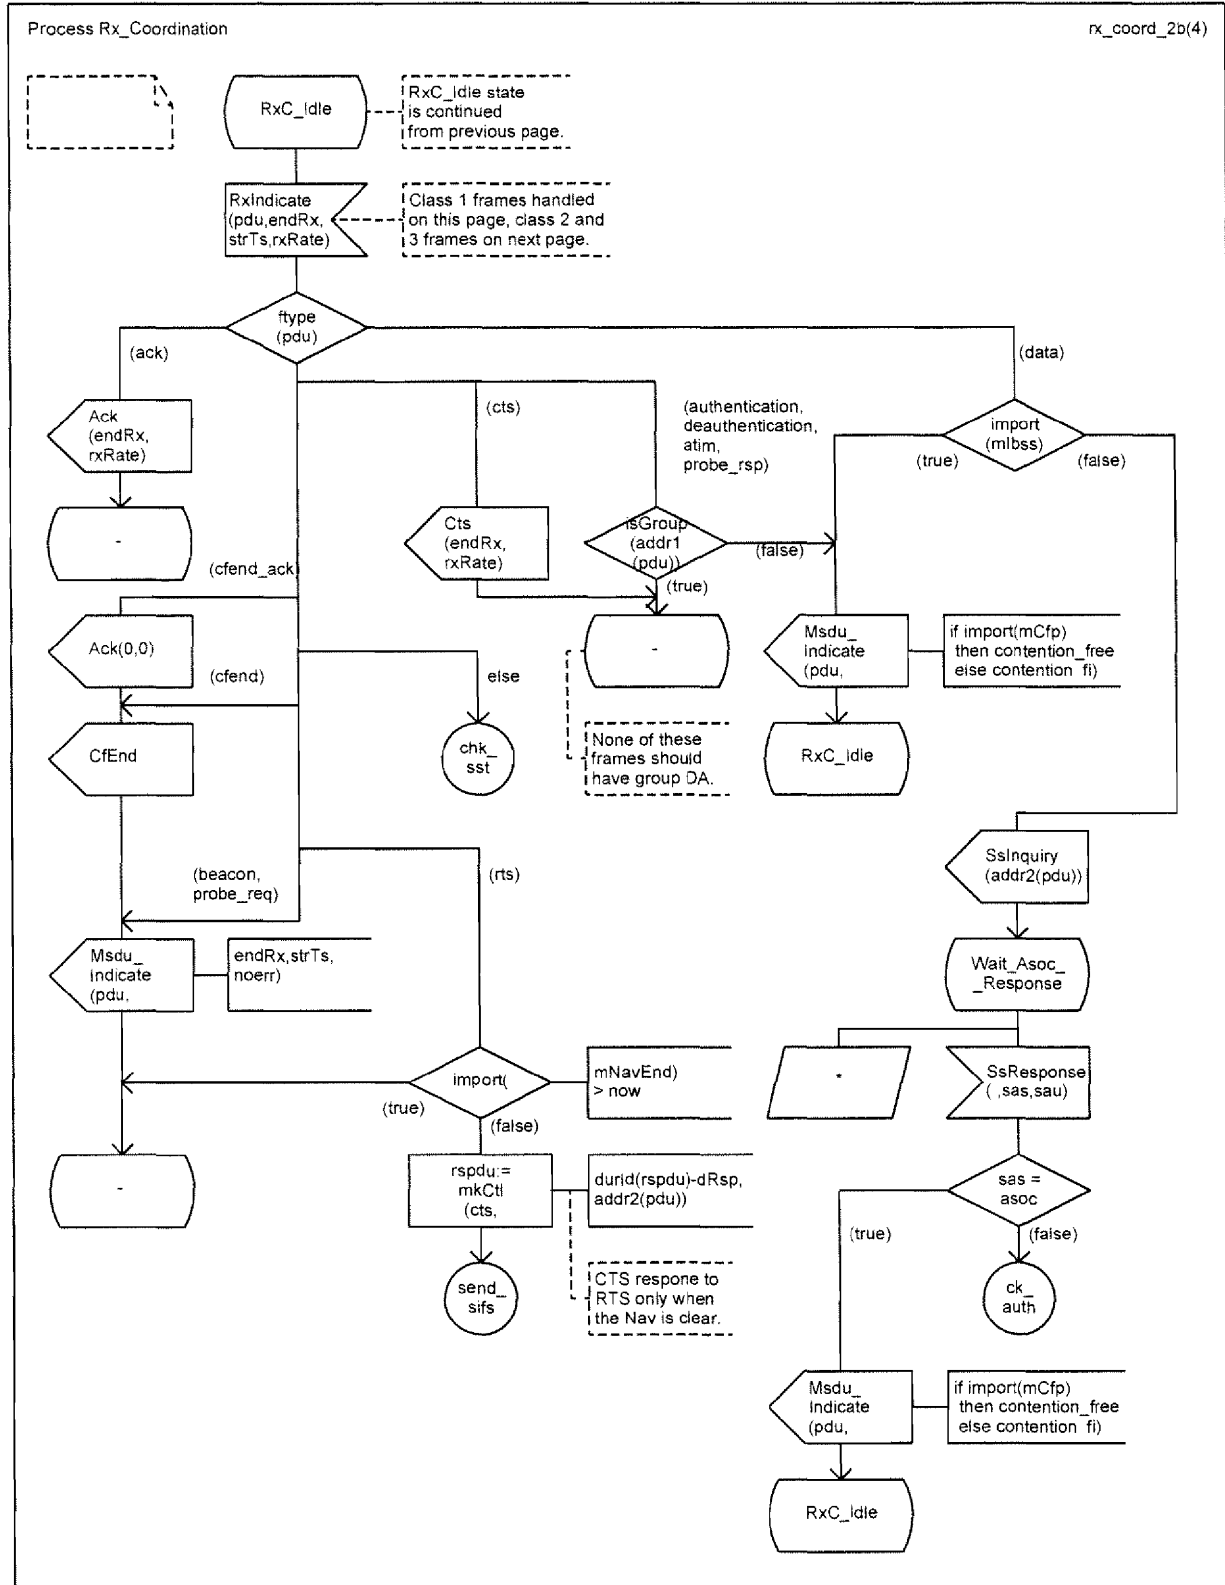 Process Rx_Coordination
rx_coord_2b(4)
RxC_Idle
RxC_Idle state
is continued
from previous page.
RxIndicate
(pdu,endRx,
strTs,rxRate)
Class 1 frames handled
on this page, class 2 and
3 frames on next page.
ftype
(pdu)
(ack)
(data)
Ack
(endRx,
rxRate)
(cts)
(authentication,
deauthentication,
atim,
probe_rsp)
import
(mIbss)
(true)
(false)
-
Cts
(endRx,
rxRate)
isGroup
(addr1
(pdu))
(false)
(true)
(cfend_ack
Ack(0,0)
(cfend)
-
Msdu_
indicate
(pdu,
if import(mCfp)
then contention_free
else contention_fi)
else
CfEnd
chk_
sst
None of these
frames should
have group DA.
RxC_Idle
(beacon,
probe_req)
(rts)
SsInquiry
(addr2(pdu))
Msdu_
indicate
(pdu,
endRx,strTs,
noerr)
Wait_Asoc_
_Response
import(
mNavEnd)
> now
(true)
(false)
*
SsResponse
( ,sas,sau)
-
rspdu:=
mkCtl
(cts,
durId(rspdu)-dRsp,
addr2(pdu))
sas =
asoc
(true)
(false)
send_
sifs
CTS respone to
RTS only when
the Nav is clear.
ck_
auth
Msdu_
Indicate
(pdu,
if import(mCfp)
then contention_free
else contention_fi)
RxC_Idle